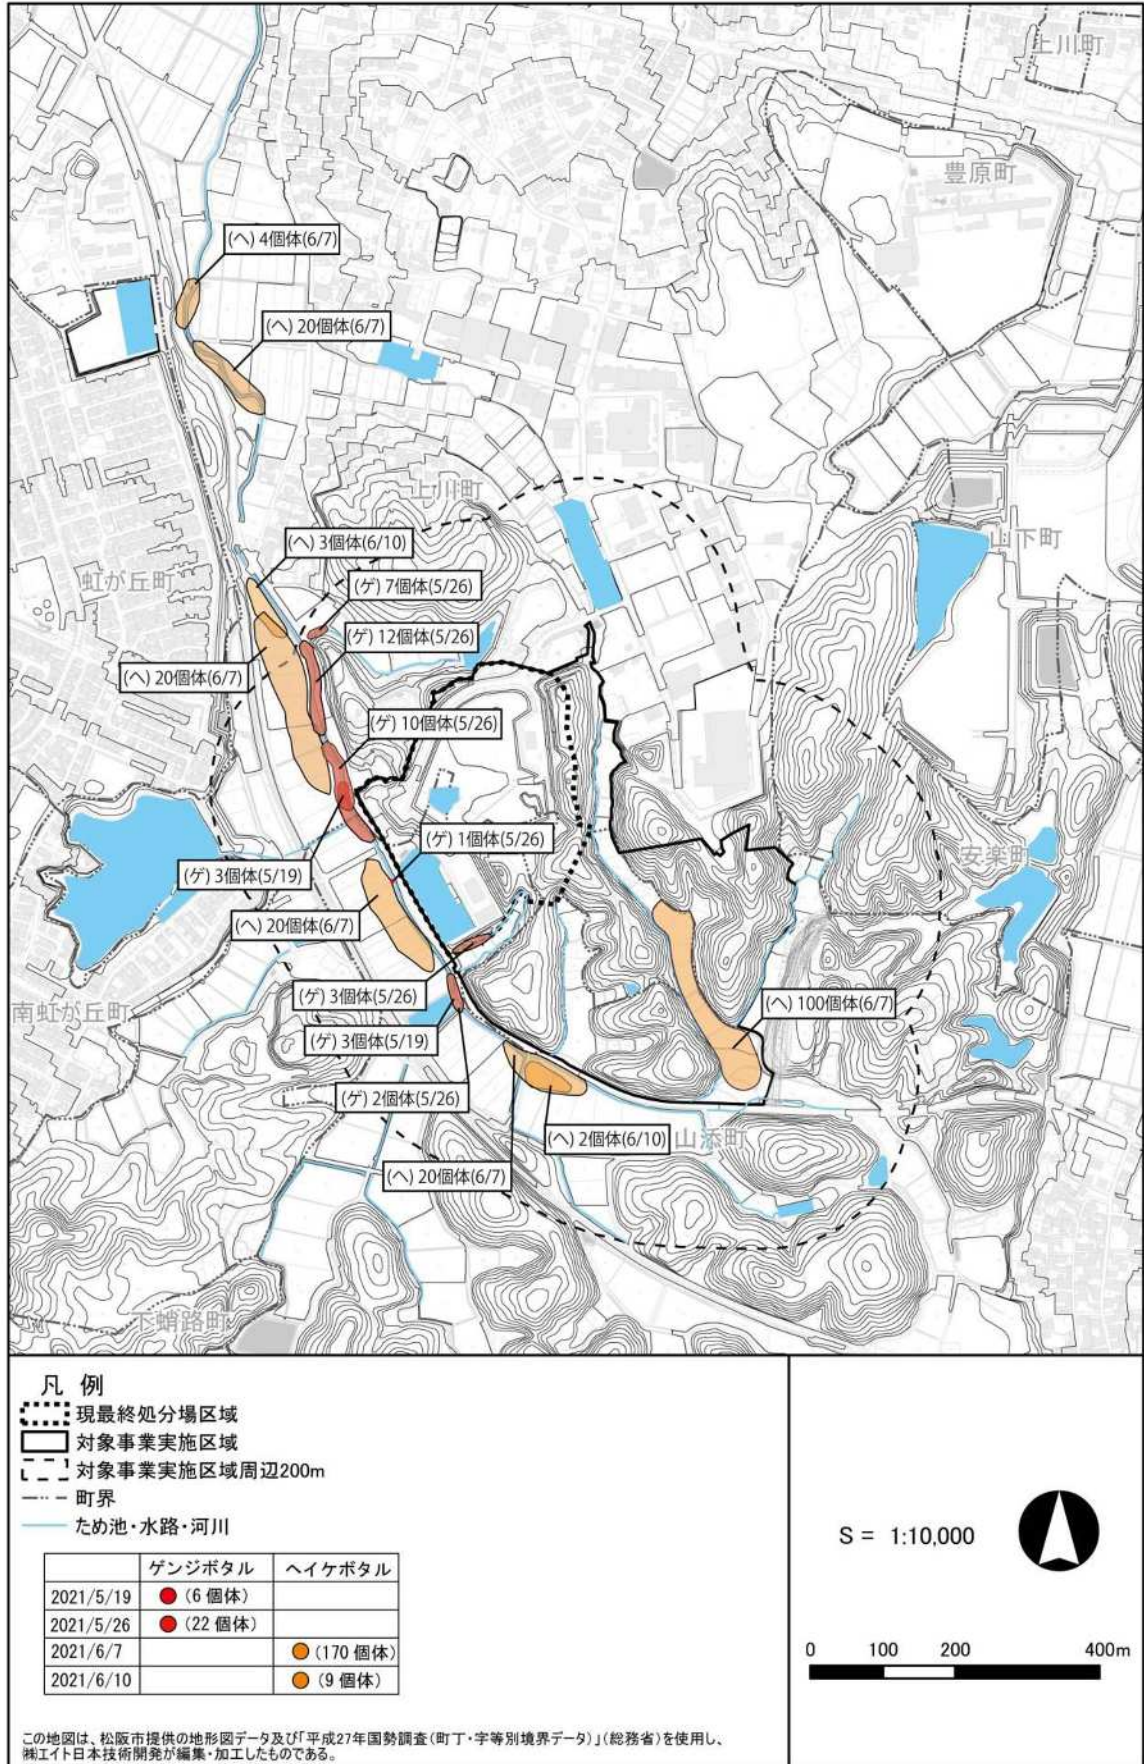 上川町
豊原町
(ヘ) 4個体(6/7)
(ヘ) 20個体(6/7)
上川町
山下町
(ヘ) 3個体(6/10)
虹が丘町
(ゲ) 7個体(5/26)
(ゲ) 12個体(5/26)
(ヘ) 20個体(6/7)
(ゲ) 10個体(5/26)
(ゲ) 1個体(5/26)
安楽町
(ゲ) 3個体(5/19)
(ヘ) 20個体(6/7)
(ゲ) 3個体(5/26)
(ヘ) 100個体(6/7)
南虹が丘町
(ゲ) 3個体(5/19)
(ゲ) 2個体(5/26)
(ヘ) 2個体(6/10)
山添町
(ヘ) 20個体(6/7)
下蛸路町
凡 例
現最終処分場区域
対象事業実施区域
対象事業実施区域周辺200m
町界
ため池・水路・河川
ゲンジボタル ヘイケボタル
2021/5/19 (6 個体)
2021/5/26 (22 個体)
2021/6/7 (170 個体)
2021/6/10 (9 個体)
S = 1:10,000
0 100 200 400m
この地図は、松阪市提供の地形図データ及び「平成27年国勢調査(町丁・字等別境界データ)」(総務省)を使用し、
㈱エイト日本技術開発が編集・加工したものである。